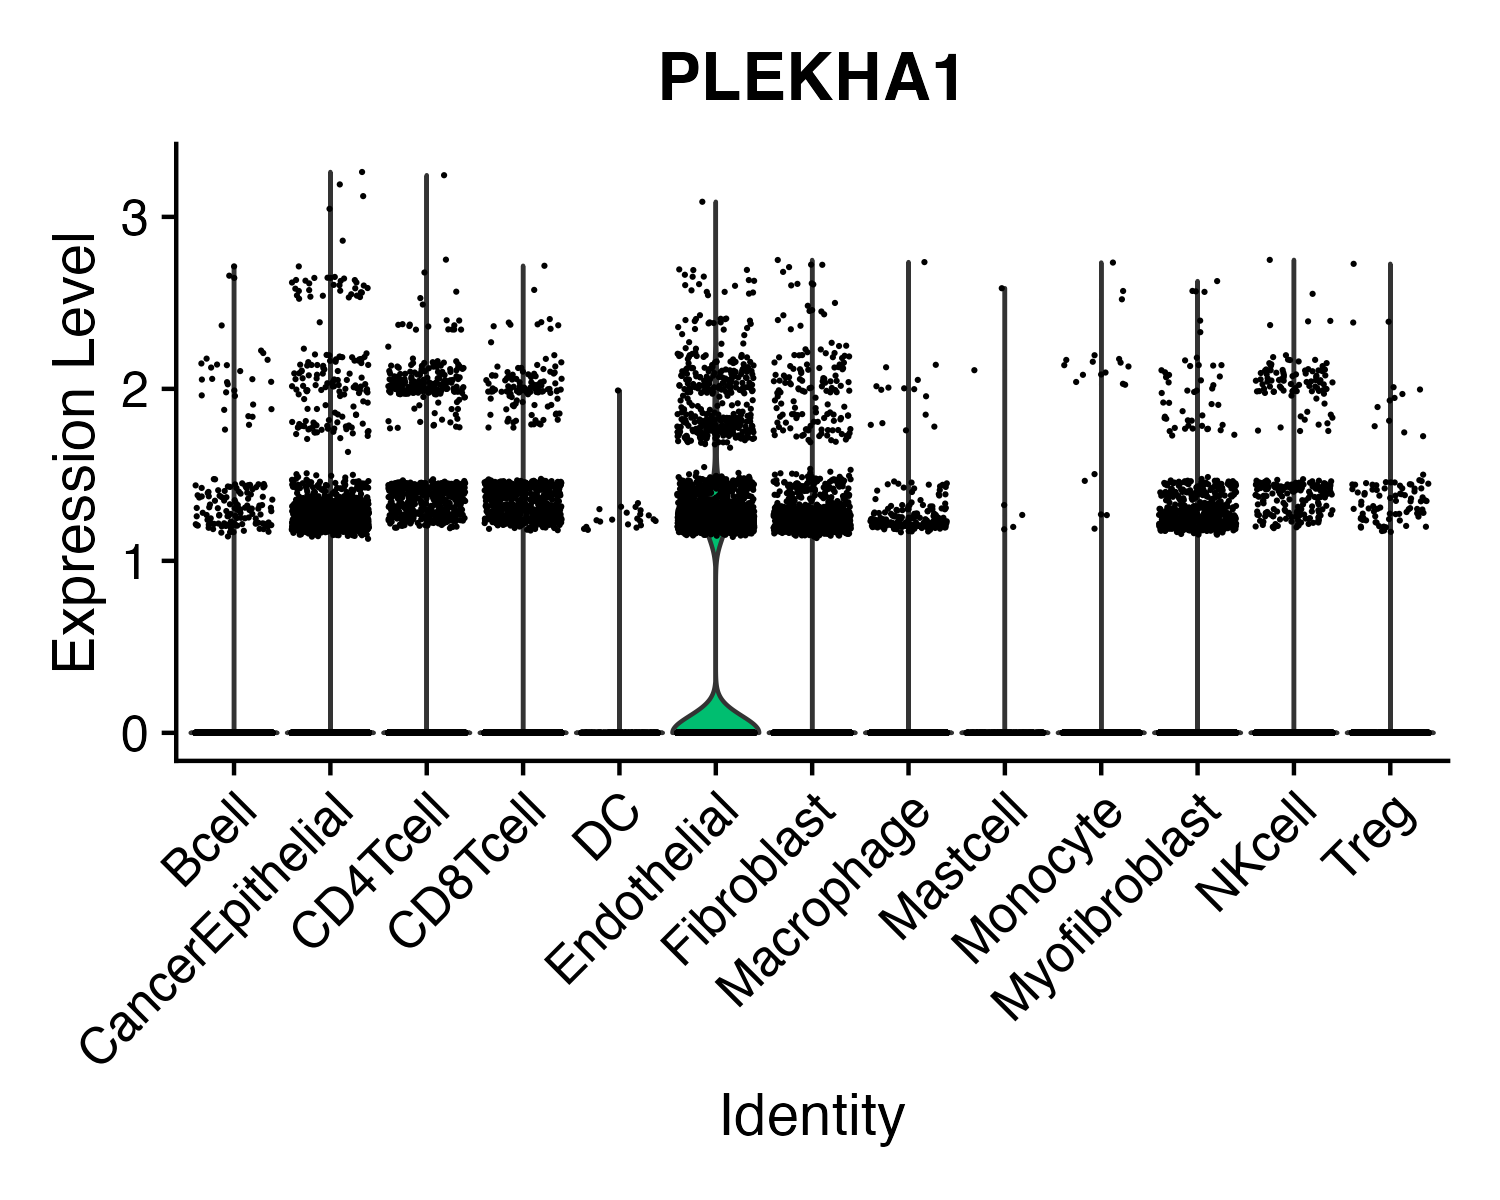 PLEKHA1
Expression Level
3
2
1
0
Bcell
CancerEpithelial
CD4Tcell
CD8Tcell
DC
Endothelial
Fibroblast
Macrophage
Mastcell
Monocyte
Myofibroblast
NKcell
Treg
Identity